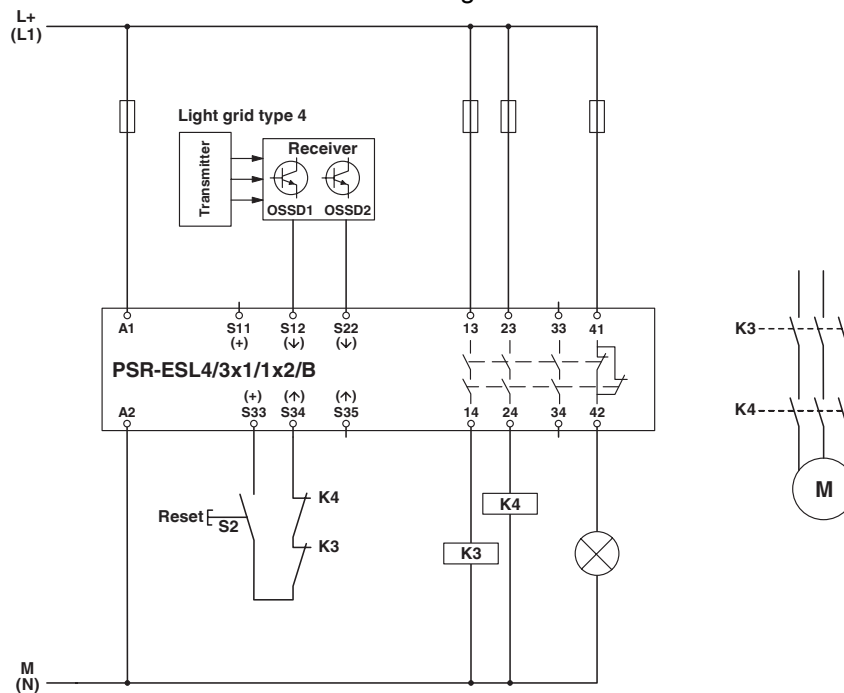 L+
(L1)
Light grid type 4
Transmitter
Receiver
OSSD1 OSSD2
A1 S11 S12 S22 13 23 33 41
(+) (↓) (↓)
PSR-ESL4/3x1/1x2/B
(+) (↑) (↑)
A2 S33 S34 S35 14 24 34 42
K3
K4
M
Reset
S2
K4
K3
K4
K3
M
(N)